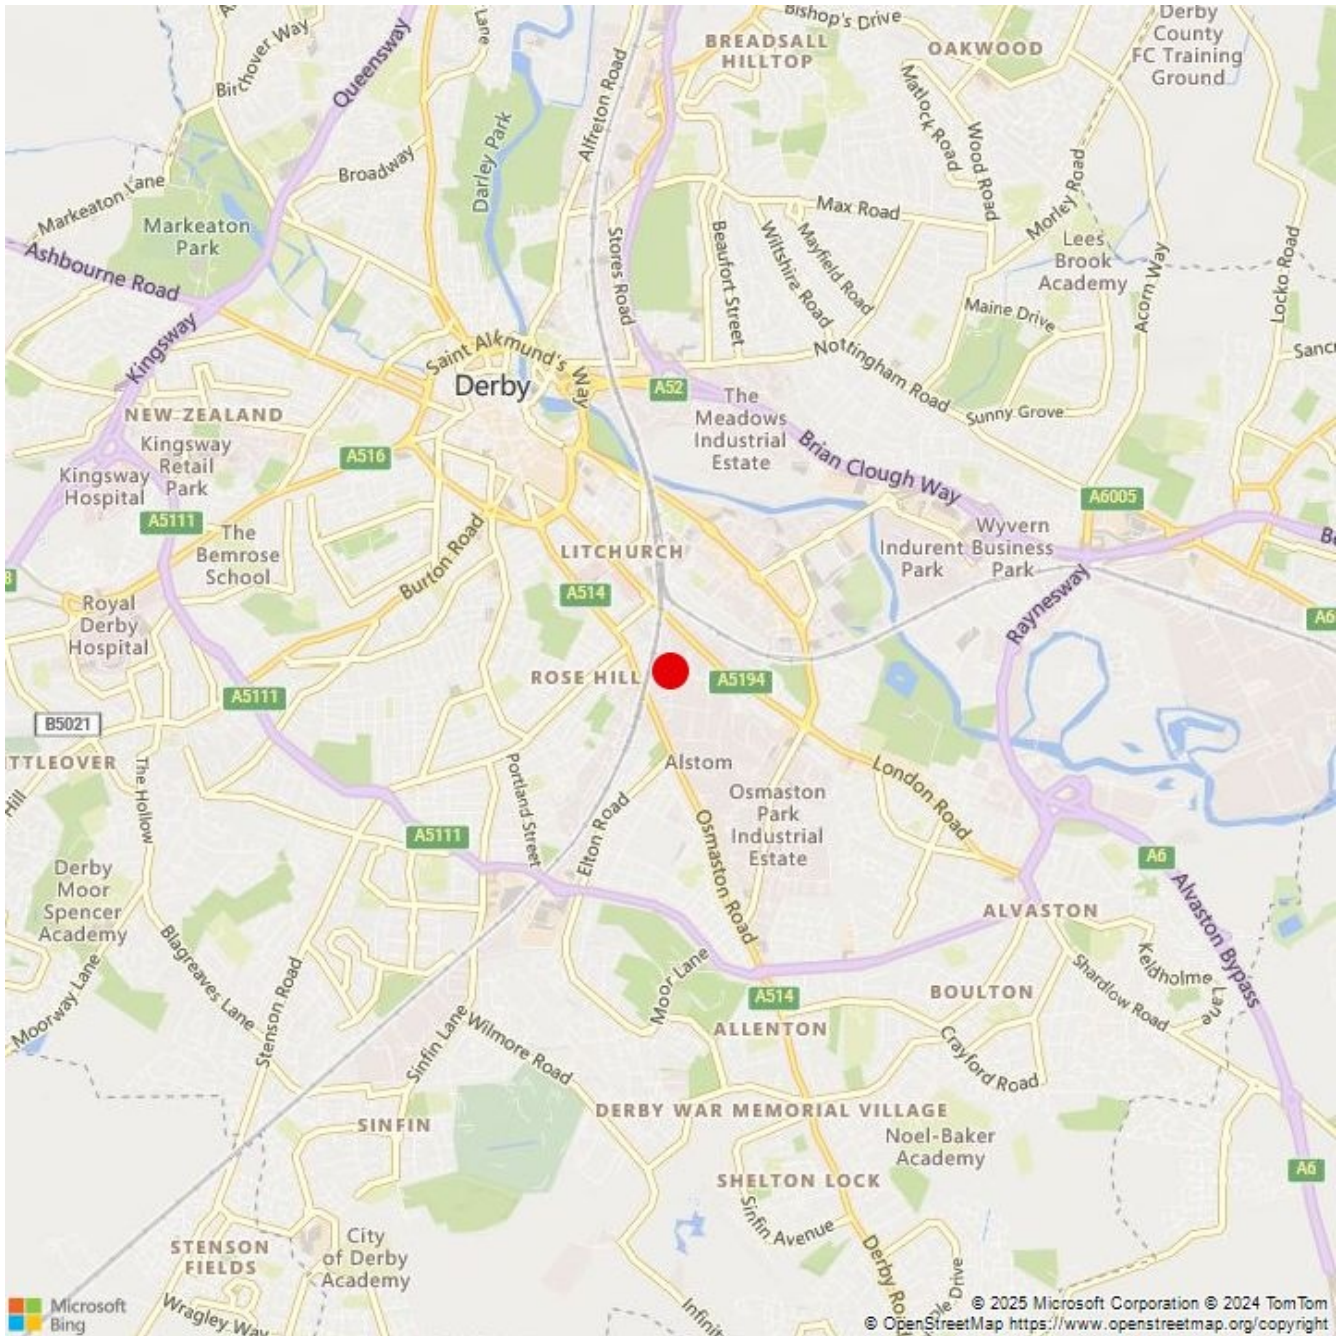 Bishop's Drive
Derby
County
FC Training
Ground
Lane
Birchover Way
Queensway
BREADSALL
HILLTOP
OAKWOOD
Alfreton Road
Matlock Road
Wood Road
Darley Park
Broadway
Markeaton Lane
Markeaton
Park
Ashbourne Road
Max Road
Morley Road
Stores Road
Beaufort Street
Wiltshire Road
Mayfield Road
Lees
Brook
Academy
Acorn Way
Locko Road
Maine Drive
Kingsway
Saint Alkmund's Way
Derby
Nottingham Road
Sancr
A52
The
Meadows
Industrial
Estate
Sunny Grove
NEW ZEALAND
Kingsway
Retail
Park
A516
Brian Clough Way
Kingsway
Hospital
A5111
A6005
The
Bemrose
School
Burton Road
Wyvern
Business
Park
Indurent
Park
LITCHURCH
A514
Royal
Derby
Hospital
Raynesway
A6
ROSE HILL
A5194
A5111
B5021
TTLEOVER
Hill
The Hollow
Alstom
London Road
Portland Street
Osmaston
Park
Industrial
Estate
A5111
Elton Road
Osmaston Road
A6
Derby
Moor
Spencer
Academy
Alvaston Bypass
ALVASTON
Blagreaves Lane
Keldholme Lane
Moorway Lane
Stenson Road
Moor Lane
Shardlow Road
A514
BOULTON
ALLENTON
Sinfin Lane
Wilmore Road
Crayford Road
SINFIN
DERBY WAR MEMORIAL VILLAGE
Noel-Baker
Academy
A6
SHELTON LOCK
Sinfin Avenue
STENSON
FIELDS
City
of Derby
Academy
Derby Ro
le Drive
Wragley Way
Infinit
Microsoft
Bing
© 2025 Microsoft Corporation © 2024 TomTom
© OpenStreetMap https://www.openstreetmap.org/copyright